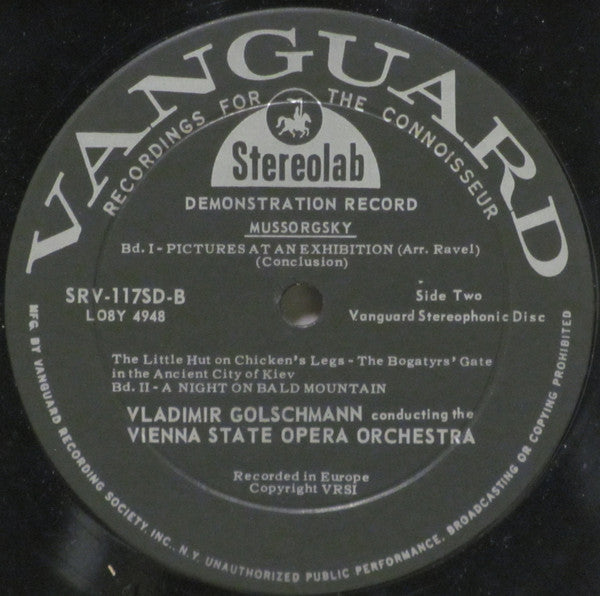 VANGUARD
RECORDINGS FOR THE CONNOISSEUR
Stereolab
DEMONSTRATION RECORD
MUSSORGSKY
Bd. I - PICTURES AT AN EXHIBITION (Arr. Ravel)
(Conclusion)
SRV-117SD-B
LO8Y 4948
Side Two
Vanguard Stereophonic Disc
The Little Hut on Chicken's Legs - The Bogatyrs' Gate
in the Ancient City of Kiev
Bd. II - A NIGHT ON BALD MOUNTAIN
VLADIMIR GOLSCHMANN conducting the
VIENNA STATE OPERA ORCHESTRA
Recorded in Europe
Copyright VRSI
MFG. BY VANGUARD RECORDING SOCIETY, INC., N.Y. UNAUTHORIZED PUBLIC PERFORMANCE, BROADCASTING OR COPYING PROHIBITED